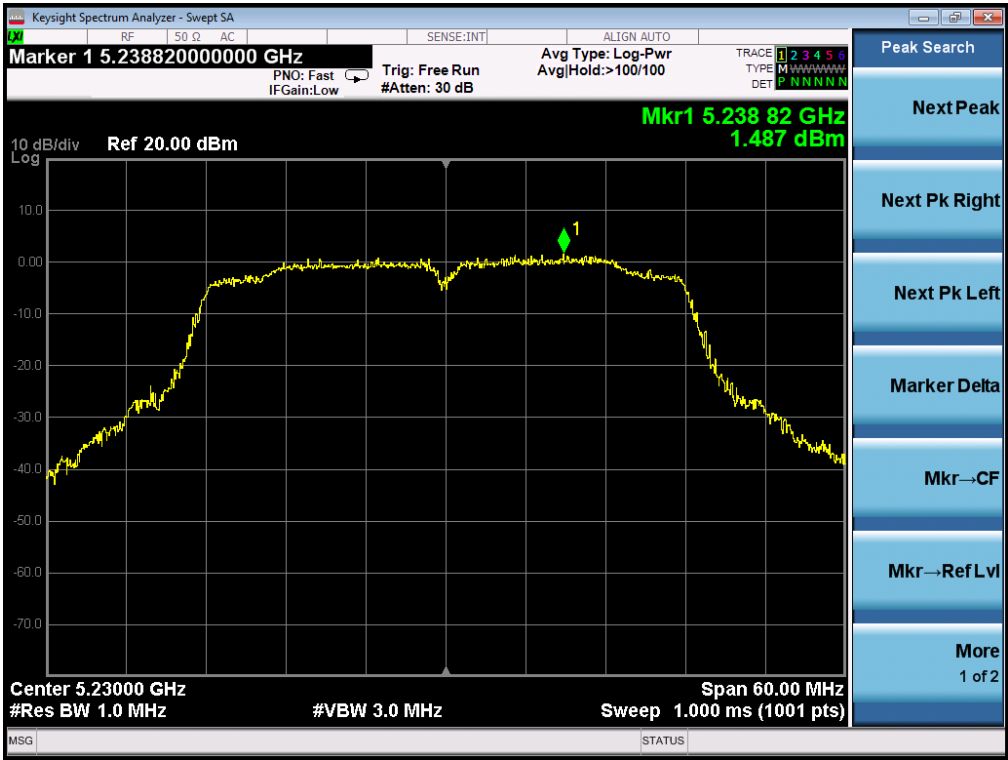 Keysight Spectrum Analyzer - Swept SA
LXI
RF 50 Ω AC SENSE:INT ALIGN AUTO
Marker 1 5.238820000000 GHz
PNO: Fast
IFGain:Low
Trig: Free Run
#Atten: 30 dB
Avg Type: Log-Pwr
Avg|Hold:>100/100
TRACE 1 2 3 4 5 6
TYPE M WWWWW
DET P N N N N N
Mkr1 5.238 82 GHz
1.487 dBm
10 dB/div Ref 20.00 dBm
Log
10.0
0.00
-10.0
-20.0
-30.0
-40.0
-50.0
-60.0
-70.0
1
Center 5.23000 GHz Span 60.00 MHz
#Res BW 1.0 MHz #VBW 3.0 MHz Sweep 1.000 ms (1001 pts)
MSG STATUS
Peak Search
Next Peak
Next Pk Right
Next Pk Left
Marker Delta
Mkr→CF
Mkr→Ref Lvl
More
1 of 2